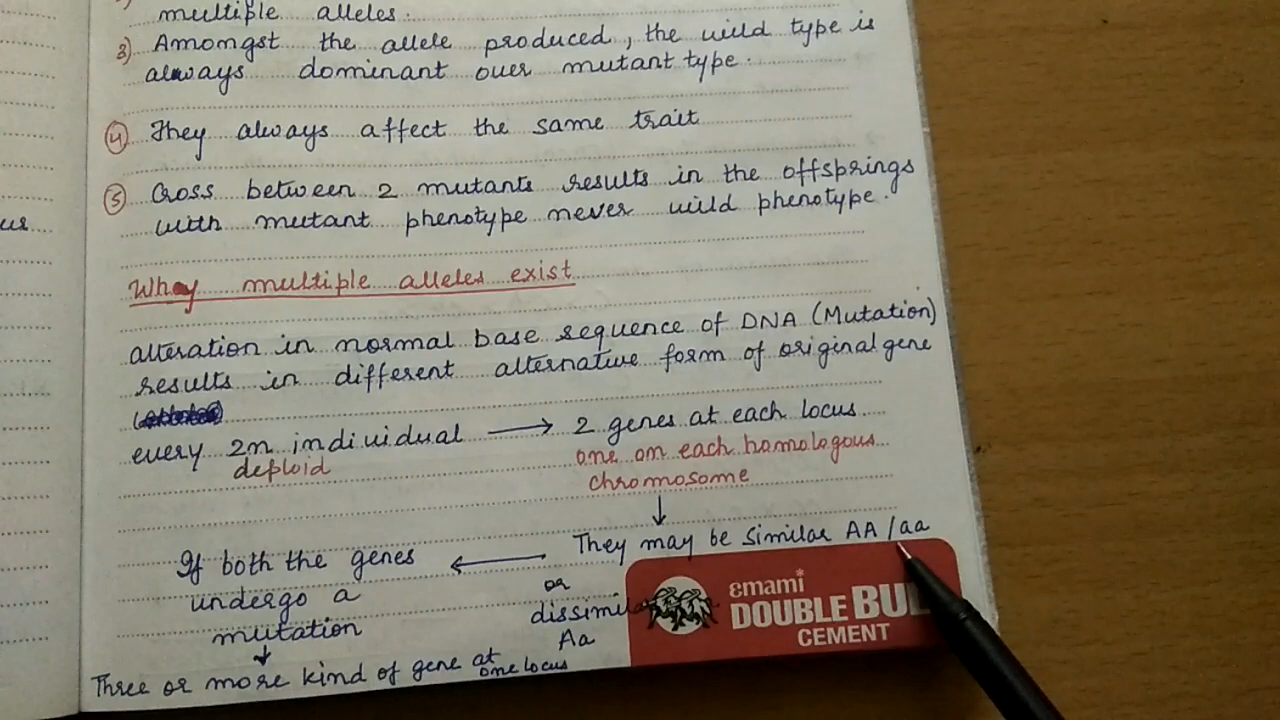 multiple alleles.
3) Amongst the allele produced, the wild type is
always dominant over mutant type.
4) They always affect the same trait
5) Cross between 2 mutants results in the offsprings
with mutant phenotype never wild phenotype.
Why multiple alleles exist
alteration in normal base sequence of DNA (Mutation)
results in different alternative form of original gene
every 2n individual → 2 genes at each locus
deploid
one on each homologous
chromosome
↓
They may be similar AA/aa
or
dissimilar
Aa
←
If both the genes
undergo a
mutation
↓
Three or more kind of gene at
one locus
emami
DOUBLE BUL
CEMENT